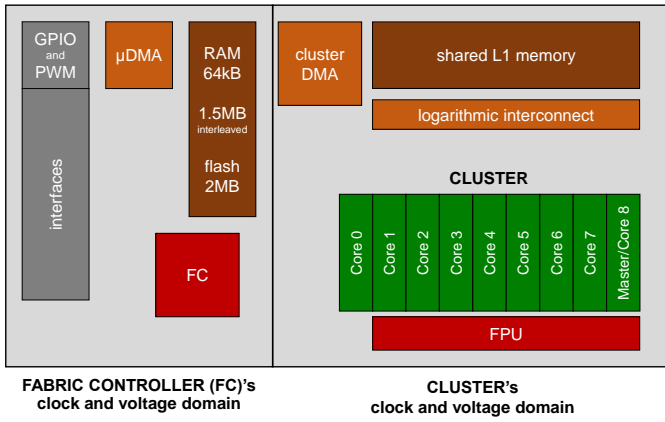 GPIO
and
PWM
interfaces
µDMA
RAM
64kB
1.5MB
interleaved
flash
2MB
FC
cluster
DMA
shared L1 memory
logarithmic interconnect
CLUSTER
Core 0
Core 1
Core 2
Core 3
Core 4
Core 5
Core 6
Core 7
Master/Core 8
FPU
FABRIC CONTROLLER (FC)'s
clock and voltage domain
CLUSTER's
clock and voltage domain